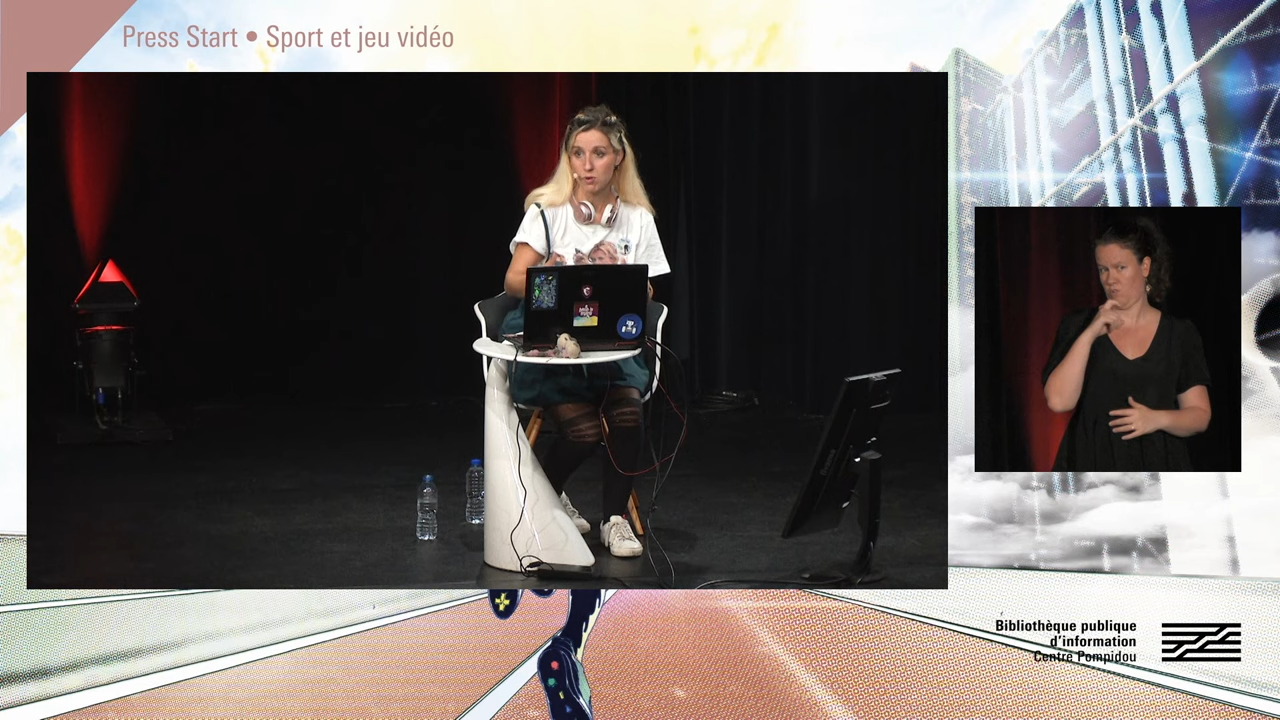 Press Start • Sport et jeu vidéo
Bibliothèque publique
d'information
Centre Pompidou